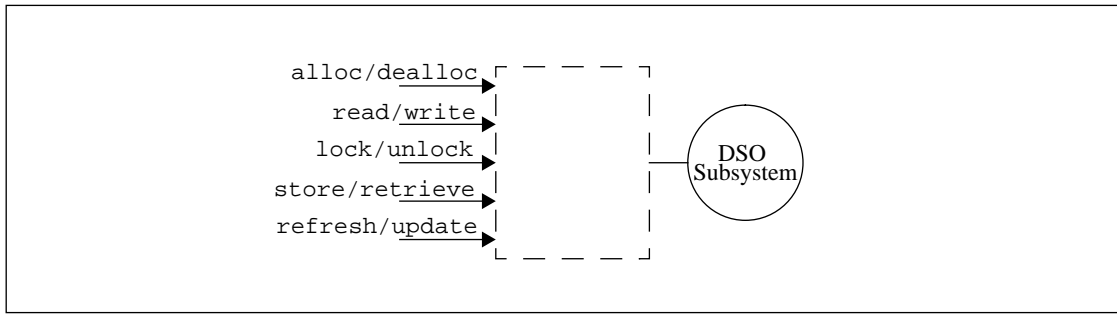 alloc/dealloc
read/write
lock/unlock
store/retrieve
refresh/update
DSO
Subsystem